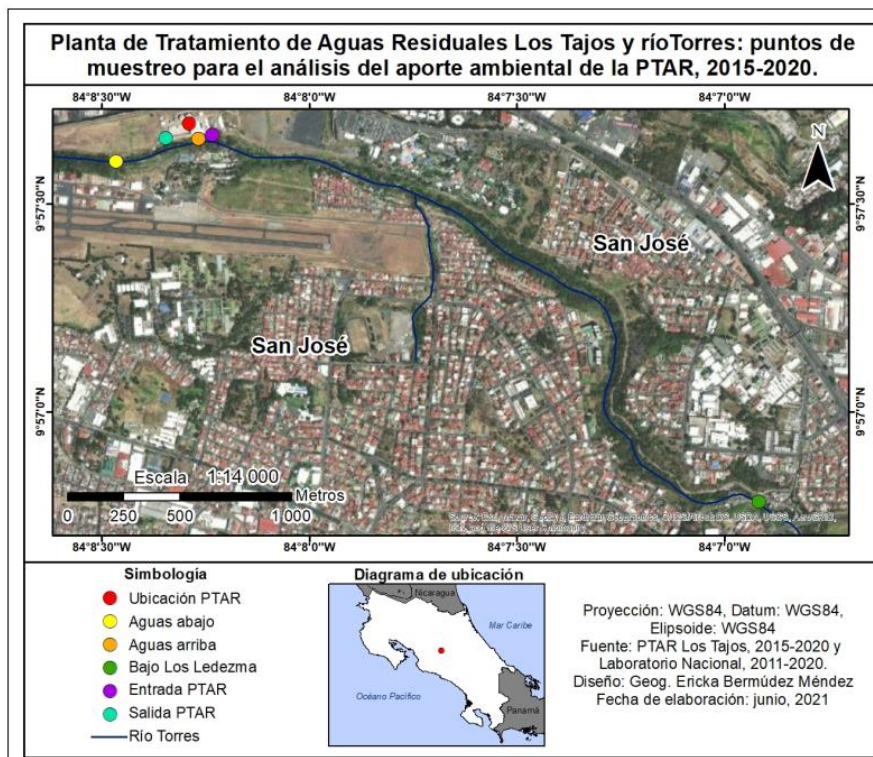 Planta de Tratamiento de Aguas Residuales Los Tajos y ríoTorres: puntos de
muestreo para el análisis del aporte ambiental de la PTAR, 2015-2020.
84°8'30"W 84°8'0"W 84°7'30"W 84°7'0"W
N
9°57'30"N 9°57'30"N
San José
San José
9°57'0"N 9°57'0"N
Escala 1:14 000
Metros
0 250 500 1 000
84°8'30"W 84°8'0"W 84°7'30"W 84°7'0"W
Simbología
Ubicación PTAR
Aguas abajo
Aguas arriba
Bajo Los Ledezma
Entrada PTAR
Salida PTAR
Río Torres
Diagrama de ubicación
Nicaragua
Mar Caribe
Océano Pacífico
Panamá
Proyección: WGS84, Datum: WGS84,
Elipsoide: WGS84
Fuente: PTAR Los Tajos, 2015-2020 y
Laboratorio Nacional, 2011-2020.
Diseño: Geog. Ericka Bermúdez Méndez
Fecha de elaboración: junio, 2021